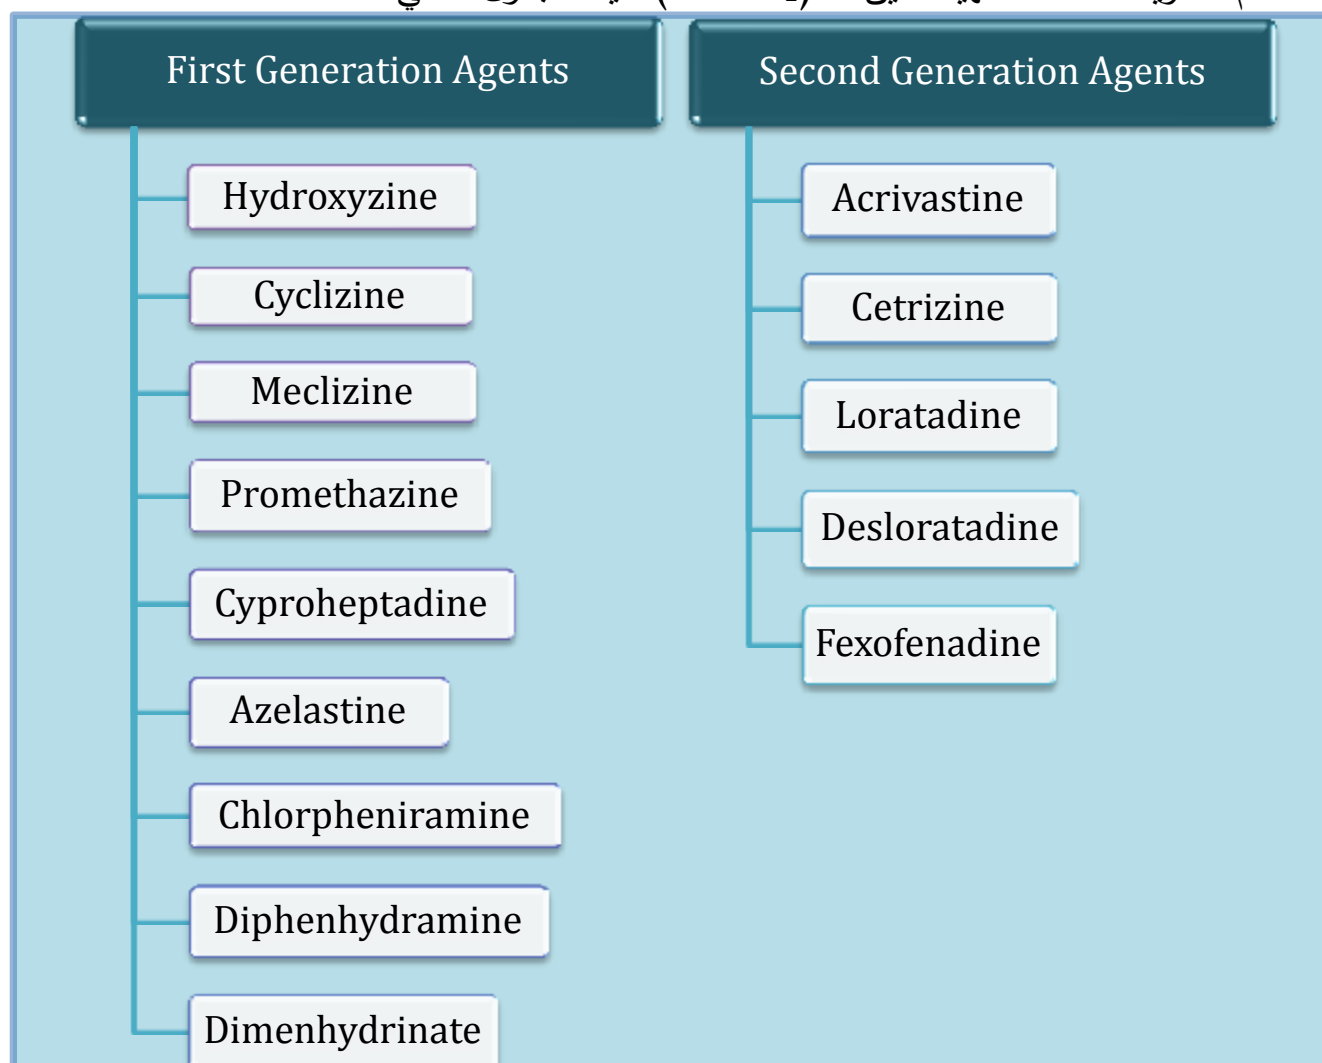 First Generation Agents
Hydroxyzine
Cyclizine
Meclizine
Promethazine
Cyproheptadine
Azelastine
Chlorpheniramine
Diphenhydramine
Dimenhydrinate
Second Generation Agents
Acrivastine
Cetrizine
Loratadine
Desloratadine
Fexofenadine